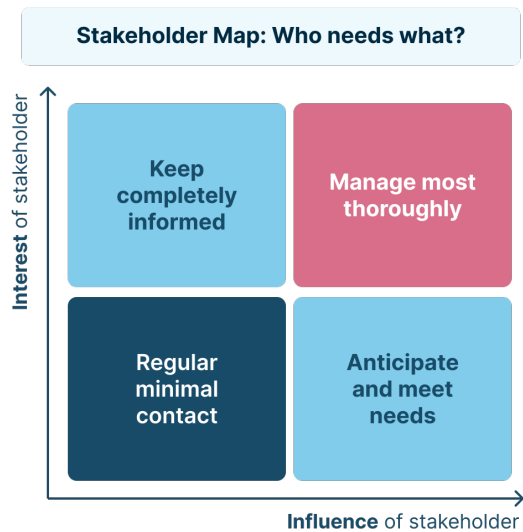 Stakeholder Map: Who needs what?
Interest of stakeholder
Keep
completely
informed
Manage most
thoroughly
Regular
minimal
contact
Anticipate
and meet
needs
Influence of stakeholder